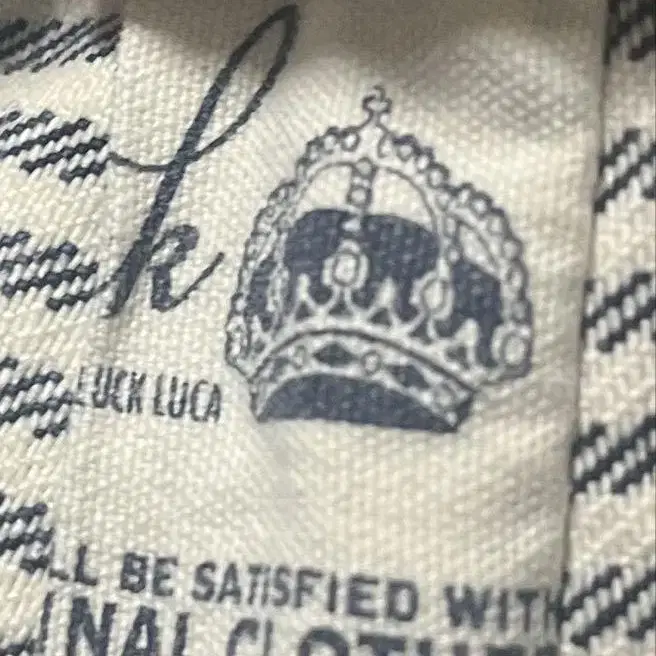 k
LUCK LUCA
LL BE SATISFIED WITH